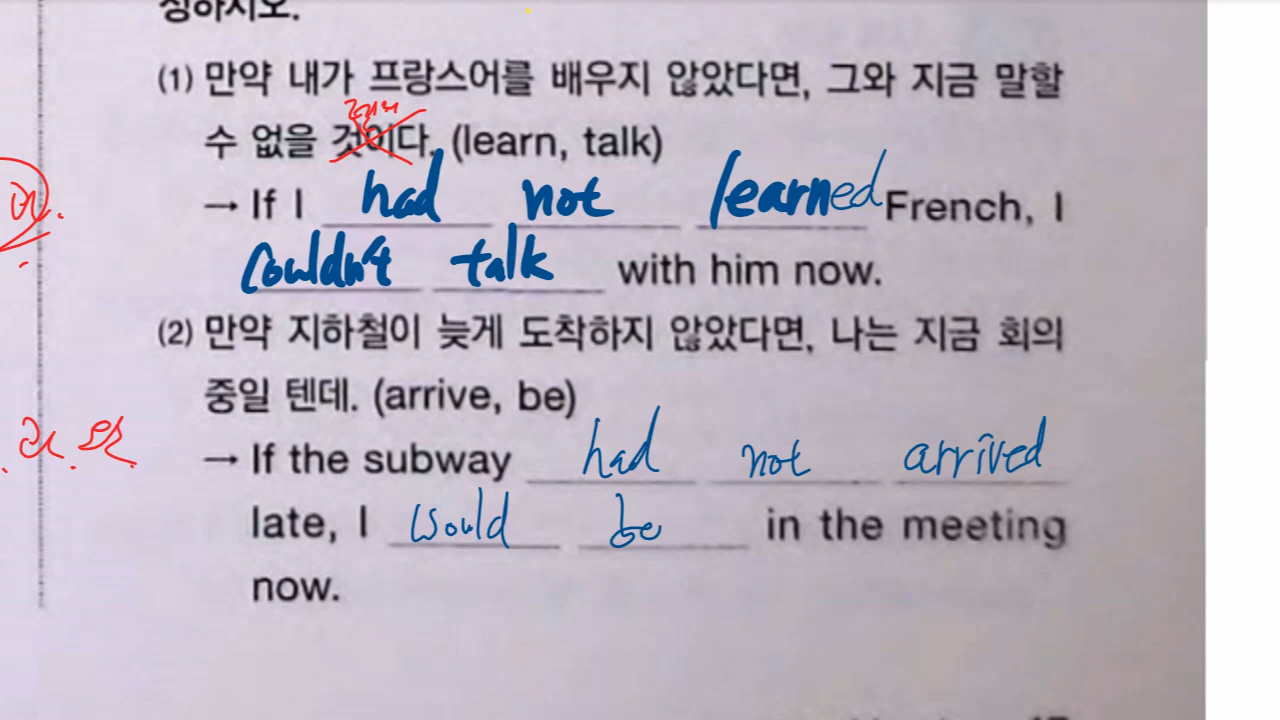 싱하시오.
(1) 만약 내가 프랑스어를 배우지 않았다면, 그와 지금 말할
수 없을 것이다. (learn, talk)
→ If I had not learned French, I
couldn't talk with him now.
(2) 만약 지하철이 늦게 도착하지 않았다면, 나는 지금 회의
중일 텐데. (arrive, be)
→ If the subway had not arrived
late, I would be in the meeting
now.